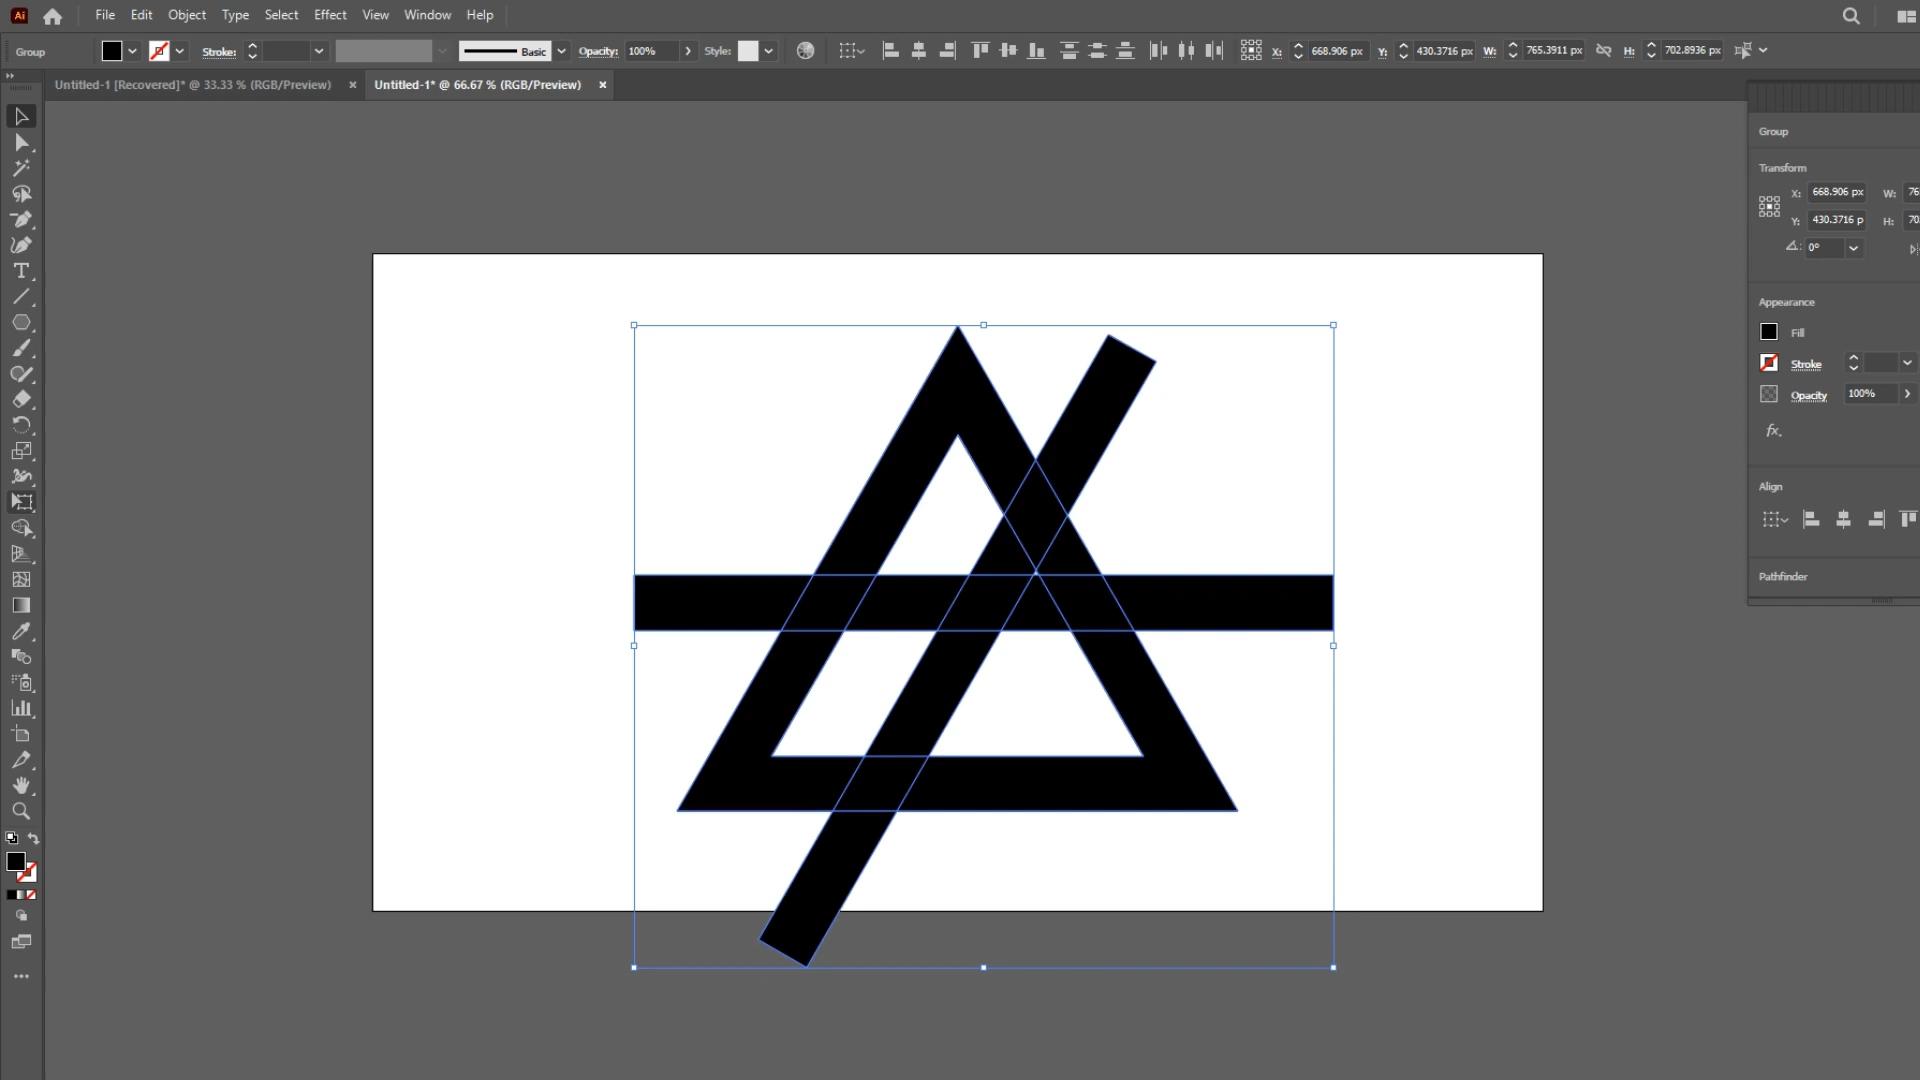 Ai File Edit Object Type Select Effect View Window Help
Group Stroke: Basic Opacity: 100% Style: X: 668.906 px Y: 430.3716 px W: 765.3911 px H: 702.8936 px
Untitled-1 [Recovered]* @ 33.33 % (RGB/Preview) × Untitled-1* @ 66.67 % (RGB/Preview) ×
Group
Transform
X: 668.906 px W: 76
Y: 430.3716 p H: 70
0°
Appearance
Fill
Stroke
Opacity 100%
fx.
Align
Pathfinder